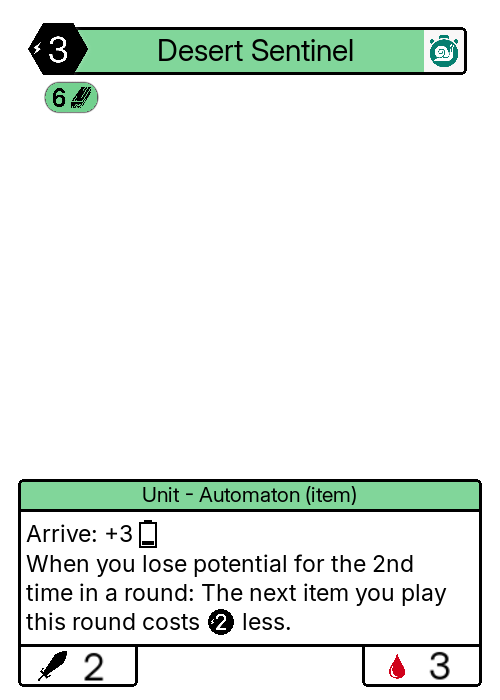 3 Desert Sentinel
6
Unit - Automaton (item)
Arrive: +3
When you lose potential for the 2nd
time in a round: The next item you play
this round costs 2 less.
2 3